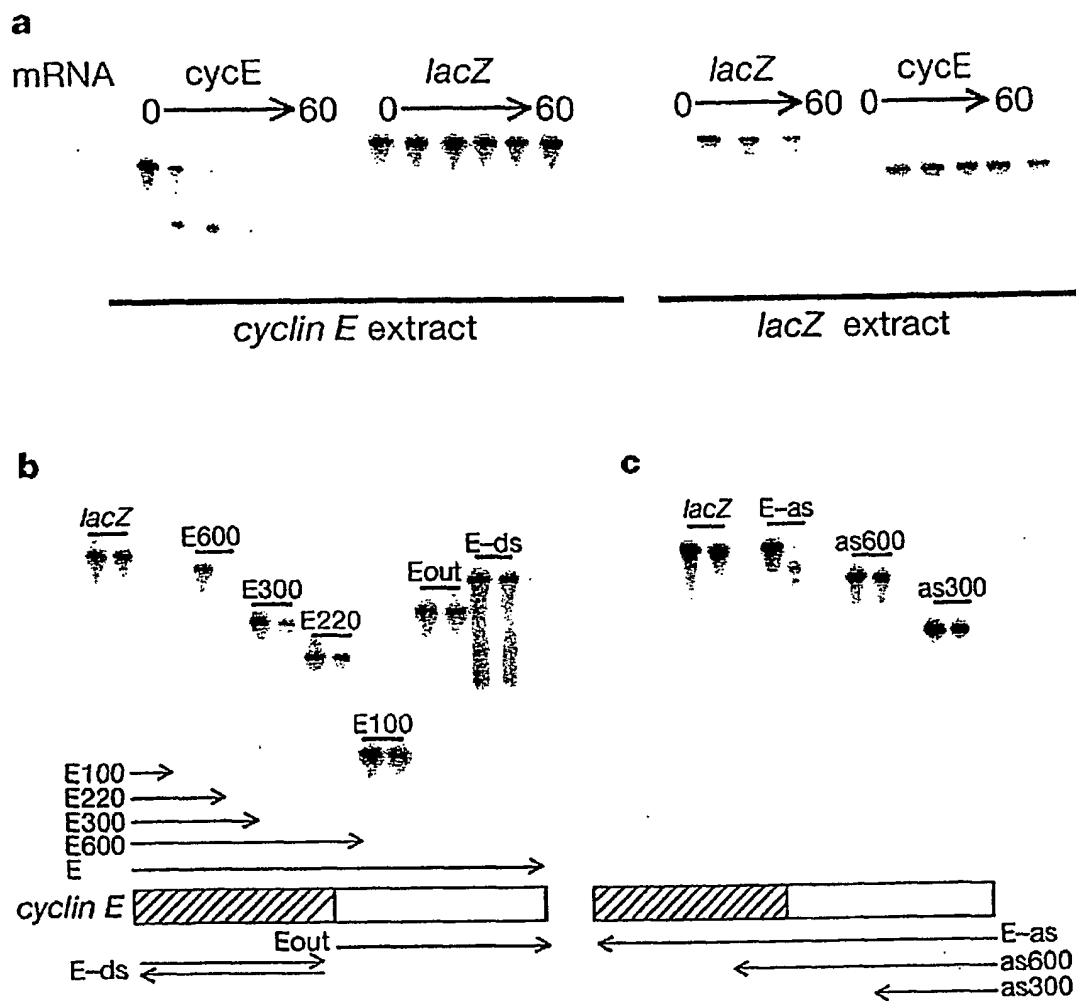 a
mRNA cycE lacZ lacZ cycE
0 60 0 60 0 60 0 60
cyclin E extract lacZ extract
b
lacZ
E600
E300
E220
E100
Eout
E–ds
E100
E220
E300
E600
E
cyclin E
Eout
E–ds
c
lacZ
E–as
as600
as300
E–as
as600
as300